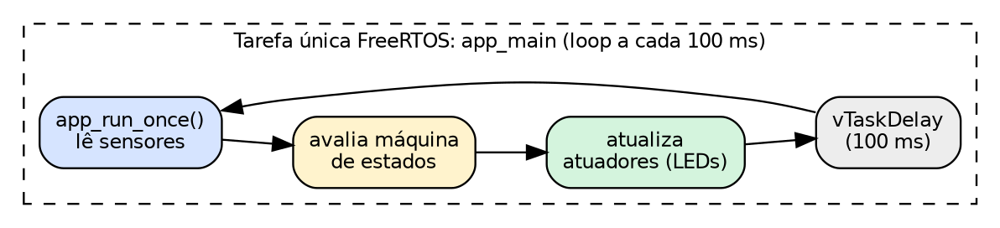 Tarefa única FreeRTOS: app_main (loop a cada 100 ms)
app_run_once()
lê sensores
avalia máquina
de estados
atualiza
atuadores (LEDs)
vTaskDelay
(100 ms)